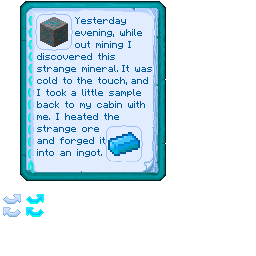 Yesterday
evening, while
out mining I
discovered this
strange mineral. It was
cold to the touch, and
I took a little sample
back to my cabin with
me. I heated the
strange ore
and forged it
into an ingot.